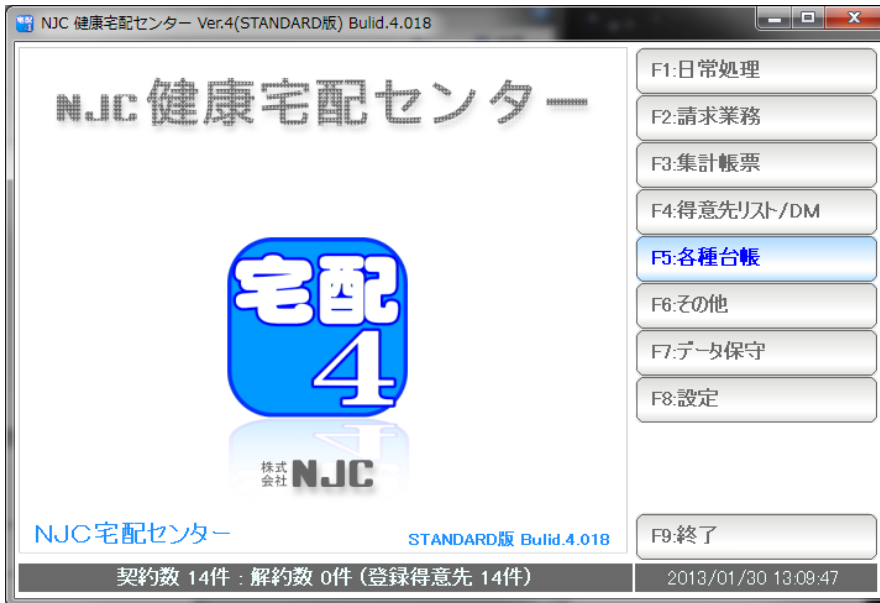 NJC 健康宅配センター Ver.4(STANDARD版) Bulid.4.018
NJC 健康宅配センター
宅配
4
株式会社 NJC
NJC宅配センター
STANDARD版 Bulid.4.018
F1:日常処理
F2:請求業務
F3:集計帳票
F4:得意先リスト/DM
F5:各種台帳
F6:その他
F7:データ保守
F8:設定
F9:終了
契約数 14件 : 解約数 0件 (登録得意先 14件)
2013/01/30 13:09:47